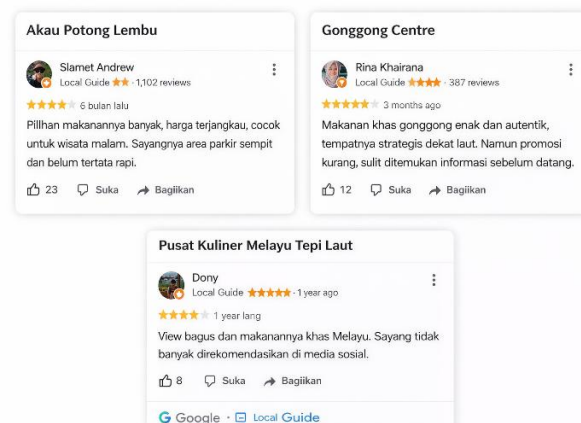 Akau Potong Lembu
Slamet Andrew
Local Guide ★★ · 1,102 reviews
★★★★★ 6 bulan lalu
Pillhan makanannya banyak, harga terjangkau, cocok
untuk wisata malam. Sayangnya area parkir sempit
dan belum tertata rapi.
23 Suka Bagiikan
Gonggong Centre
Rina Khairana
Local Guide ★★★★ · 387 reviews
★★★★★ 3 months ago
Makanan khas gonggong enak dan autentik,
tempatnya strategis dekat laut. Namun promosi
kurang, sulit ditemukan informasi sebelum datang.
12 Suka Bagiikan
Pusat Kuliner Melayu Tepi Laut
Dony
Local Guide ★★★★★ · 1 year ago
★★★★★ 1 year lang
View bagus dan makanannya khas Melayu. Sayang tidak
banyak direkomendasikan di media sosial.
8 Suka Bagiikan
Google · Local Guide